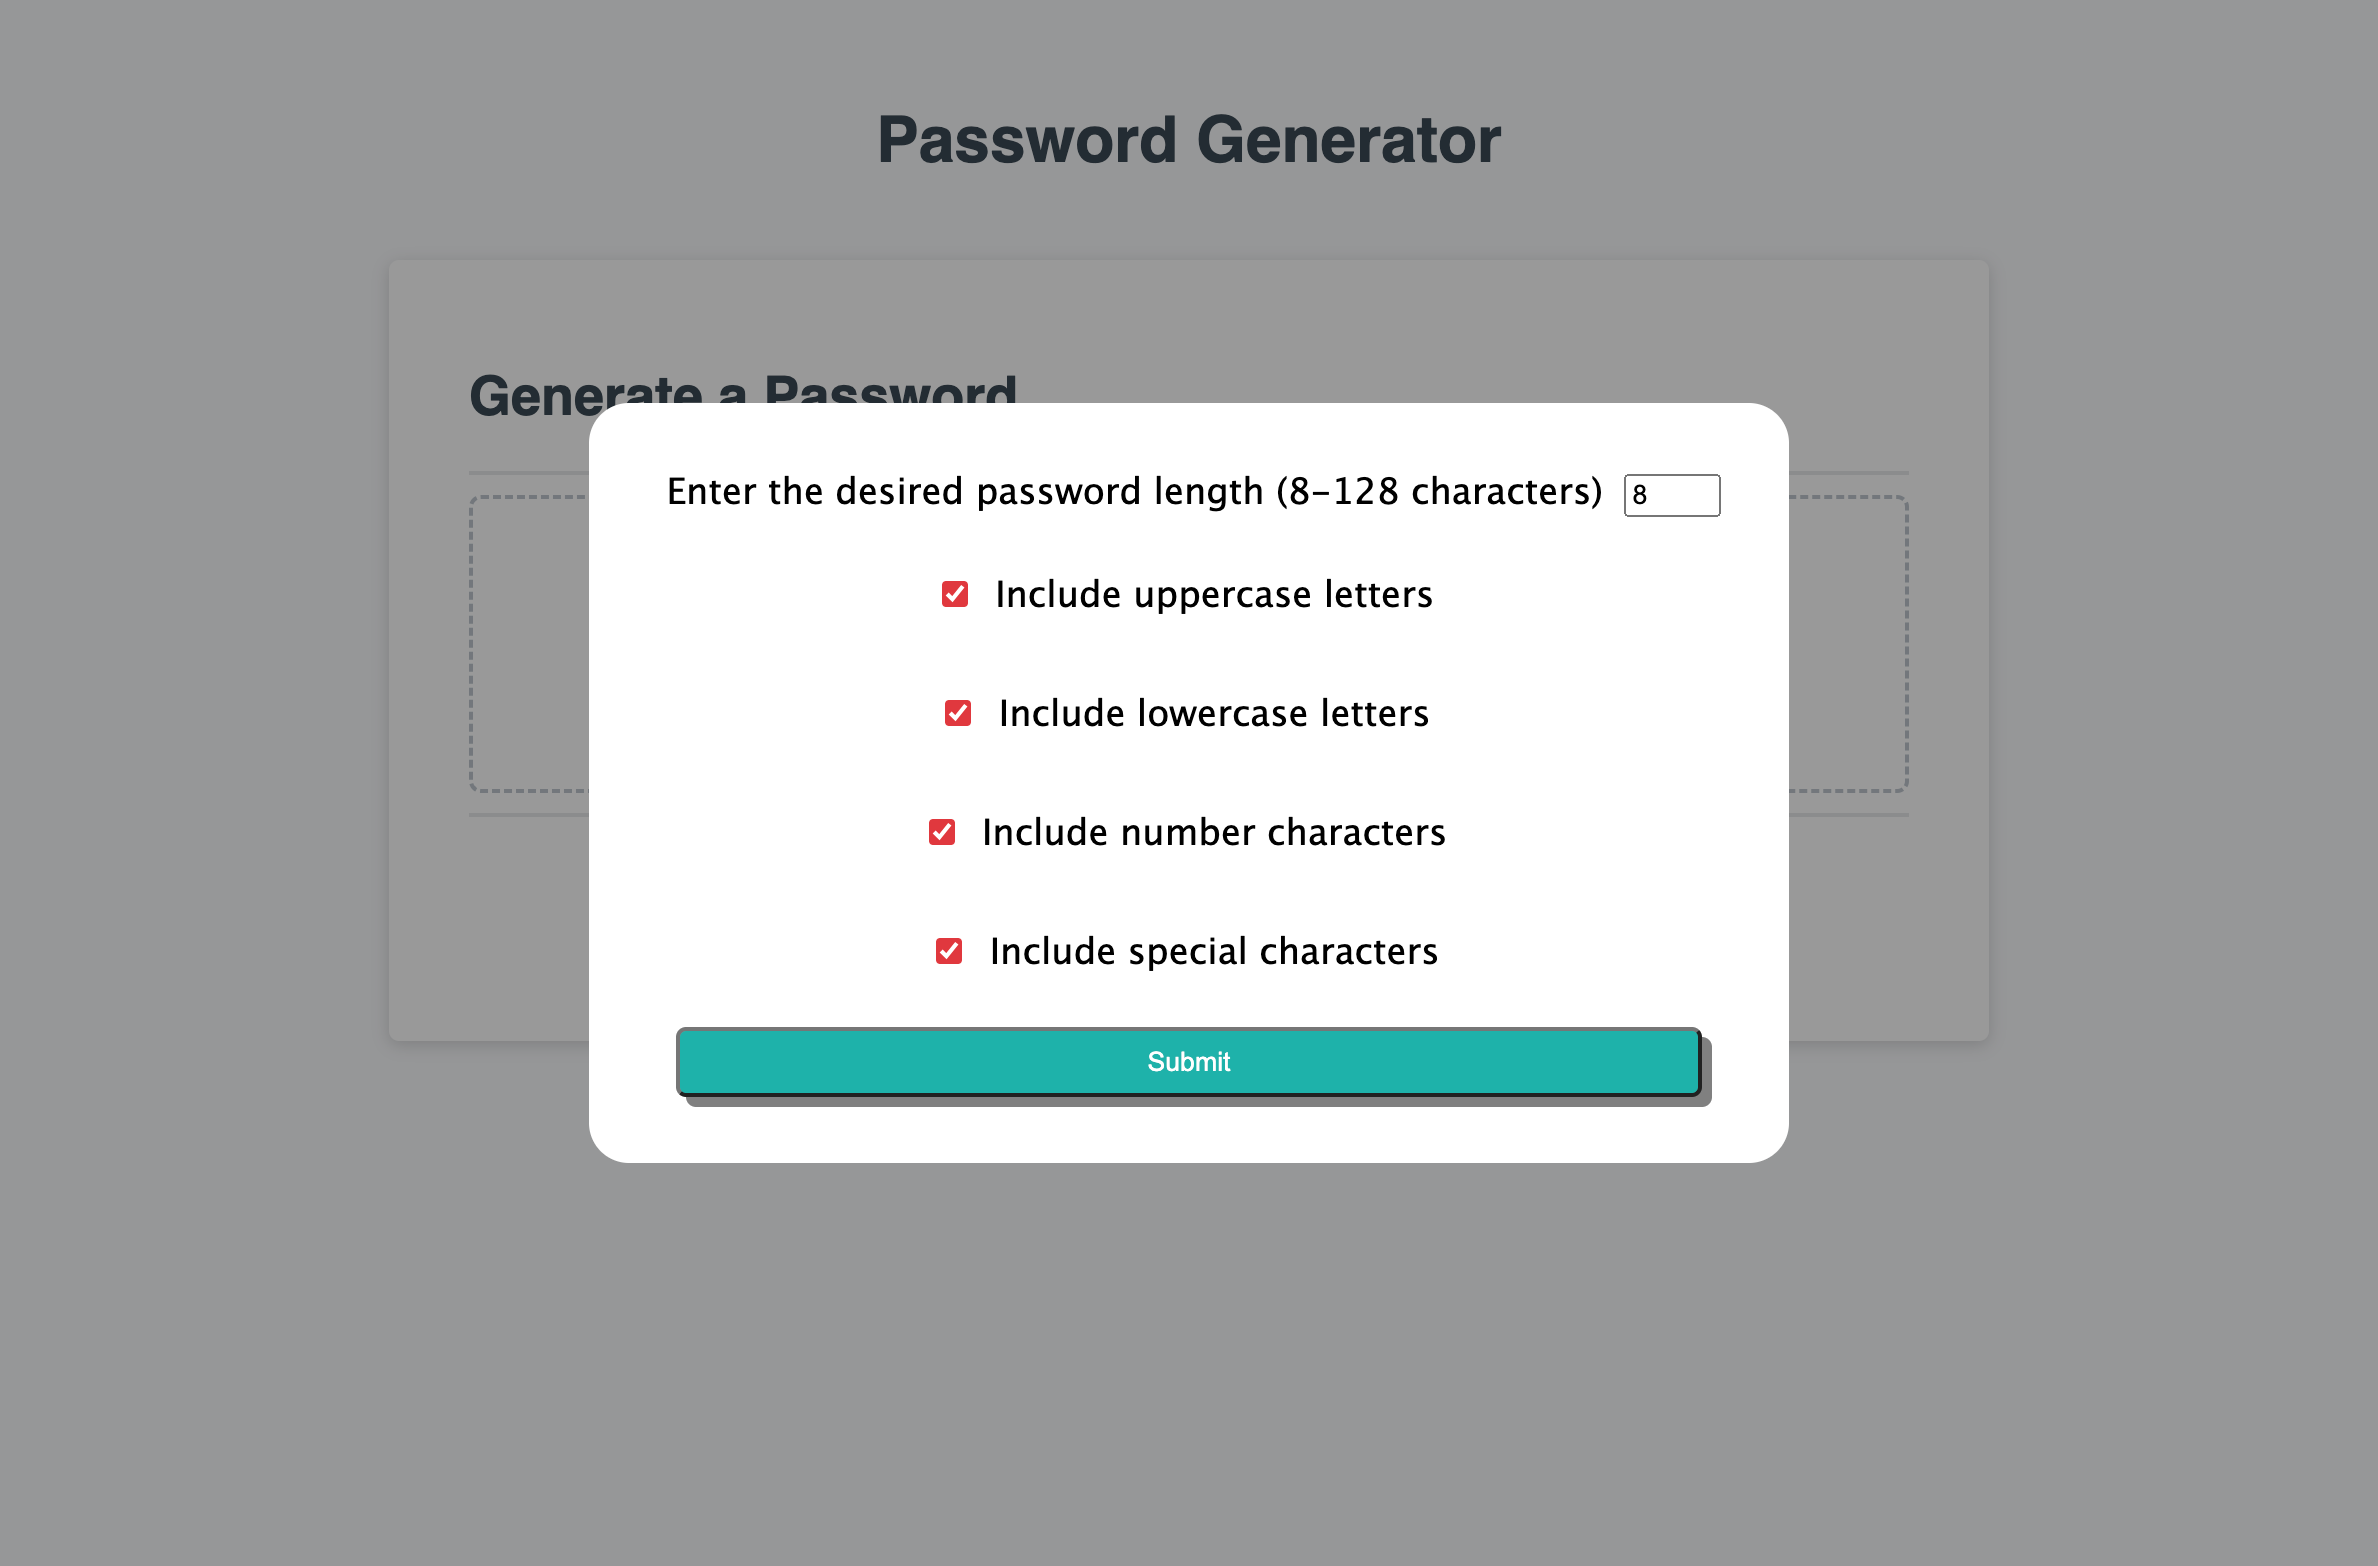 Password Generator
Generate a Password
Enter the desired password length (8-128 characters) 8
Include uppercase letters
Include lowercase letters
Include number characters
Include special characters
Submit